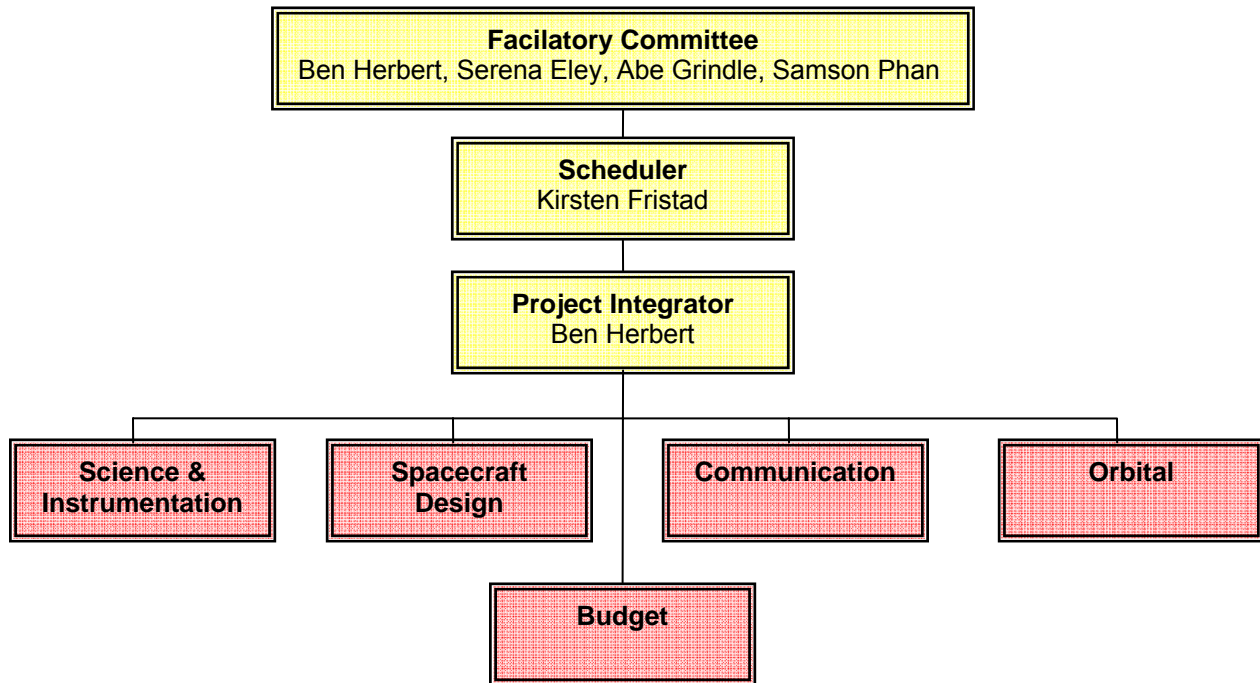 Facilatory Committee
Ben Herbert, Serena Eley, Abe Grindle, Samson Phan
Scheduler
Kirsten Fristad
Project Integrator
Ben Herbert
Science &
Instrumentation
Spacecraft
Design
Communication
Orbital
Budget